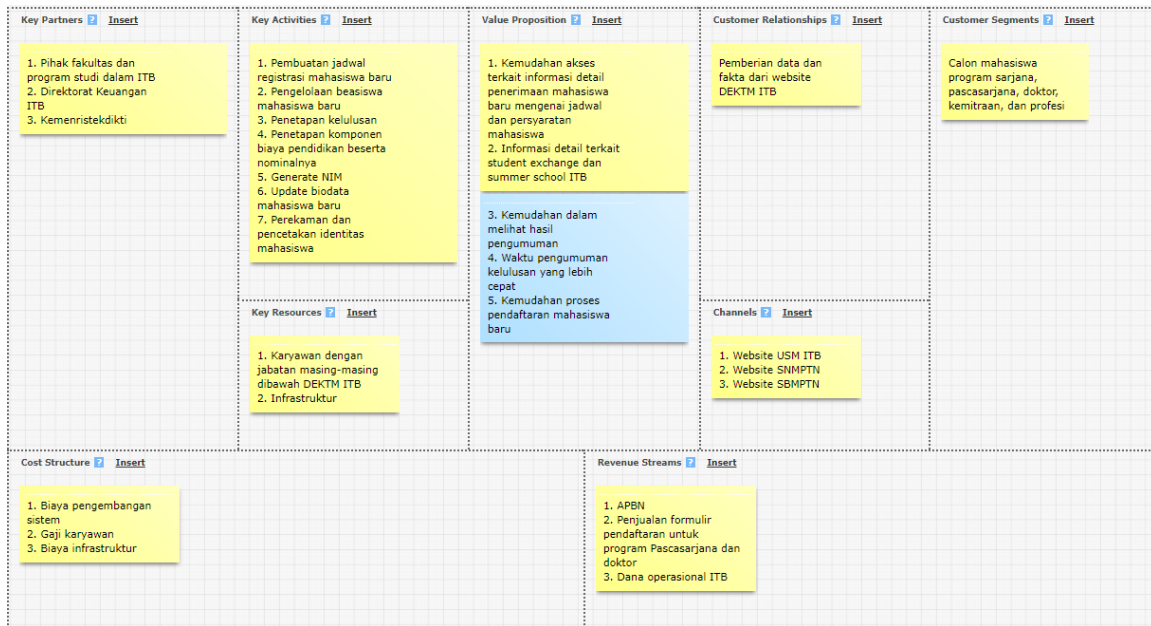 Key Partners ? Insert
1. Pihak fakultas dan
program studi dalam ITB
2. Direktorat Keuangan
ITB
3. Kemenristekdikti
Key Activities ? Insert
1. Pembuatan jadwal
registrasi mahasiswa baru
2. Pengelolaan beasiswa
mahasiswa baru
3. Penetapan kelulusan
4. Penetapan komponen
biaya pendidikan beserta
nominalnya
5. Generate NIM
6. Update biodata
mahasiswa baru
7. Perekaman dan
pencetakan identitas
mahasiswa
Key Resources ? Insert
1. Karyawan dengan
jabatan masing-masing
dibawah DEKTM ITB
2. Infrastruktur
Value Proposition ? Insert
1. Kemudahan akses
terkait informasi detail
penerimaan mahasiswa
baru mengenai jadwal
dan persyaratan
mahasiswa
2. Informasi detail terkait
student exchange dan
summer school ITB
3. Kemudahan dalam
melihat hasil
pengumuman
4. Waktu pengumuman
kelulusan yang lebih
cepat
5. Kemudahan proses
pendaftaran mahasiswa
baru
Customer Relationships ? Insert
Pemberian data dan
fakta dari website
DEKTM ITB
Channels ? Insert
1. Website USM ITB
2. Website SNMPTN
3. Website SBMPTN
Customer Segments ? Insert
Calon mahasiswa
program sarjana,
pascasarjana, doktor,
kemitraan, dan profesi
Cost Structure ? Insert
1. Biaya pengembangan
sistem
2. Gaji karyawan
3. Biaya infrastruktur
Revenue Streams ? Insert
1. APBN
2. Penjualan formulir
pendaftaran untuk
program Pascasarjana dan
doktor
3. Dana operasional ITB